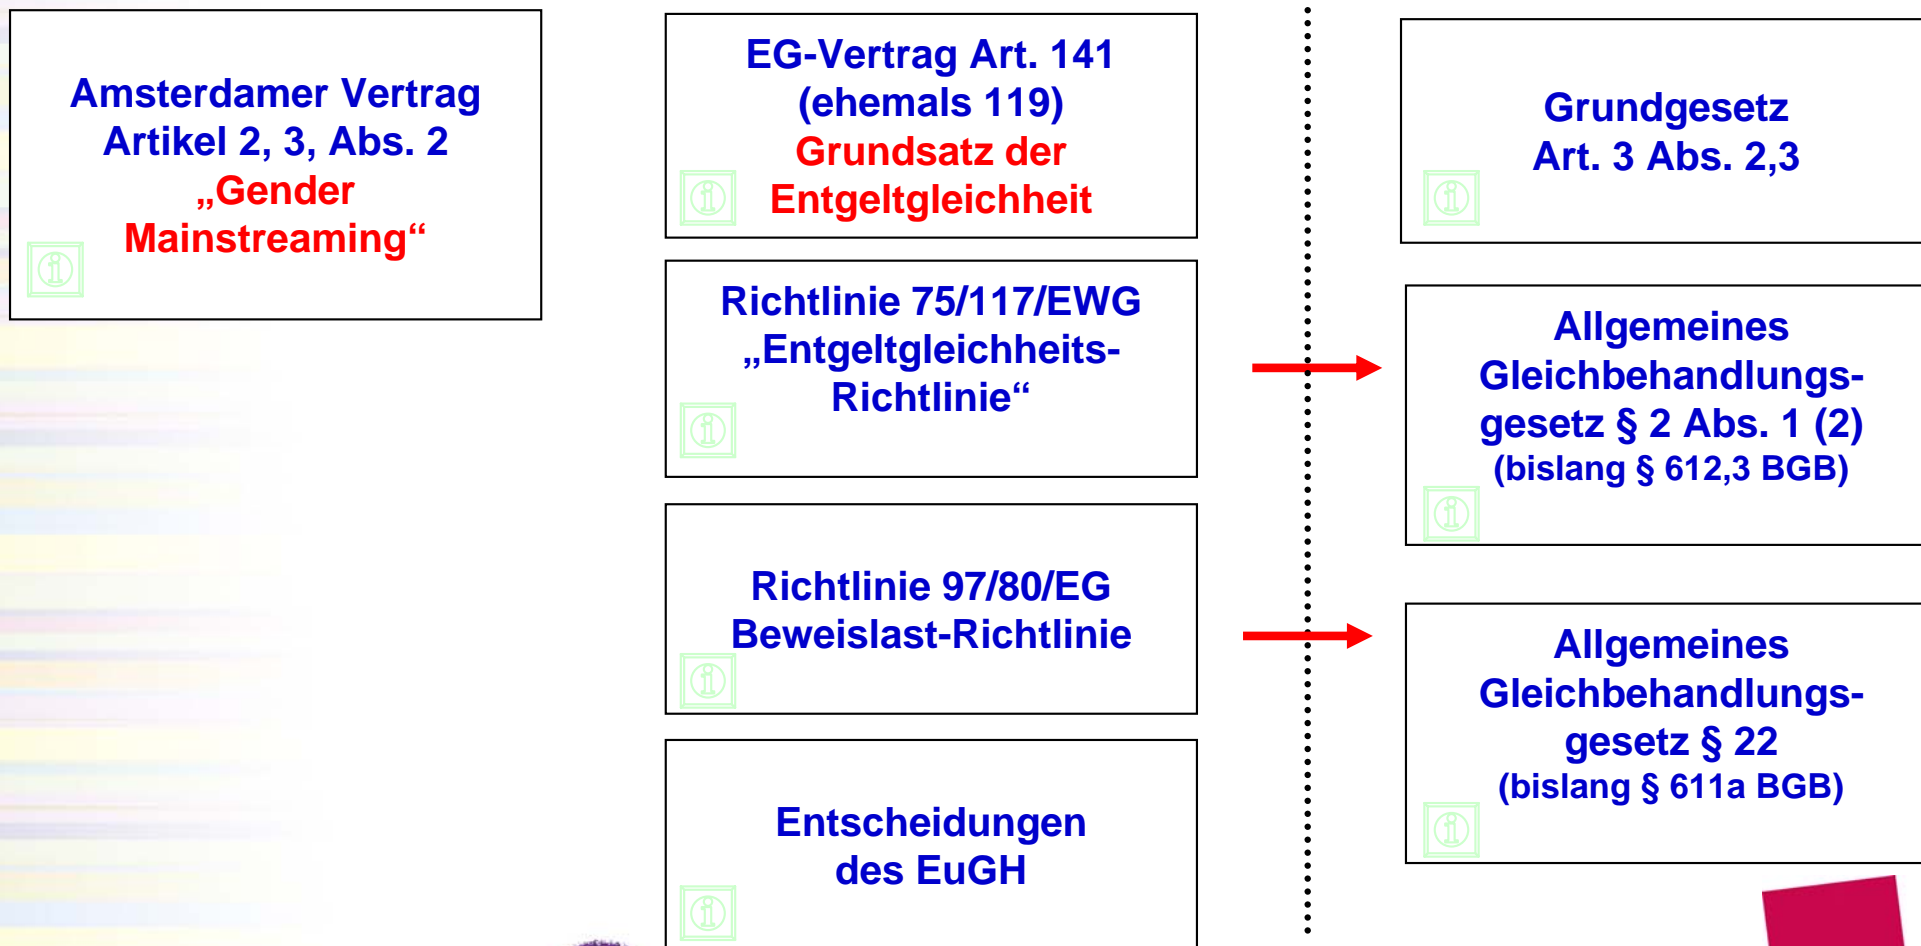 Amsterdamer Vertrag
Artikel 2, 3, Abs. 2
„Gender
Mainstreaming“
EG-Vertrag Art. 141
(ehemals 119)
Grundsatz der
Entgeltgleichheit
Richtlinie 75/117/EWG
„Entgeltgleichheits-
Richtlinie“
Richtlinie 97/80/EG
Beweislast-Richtlinie
Entscheidungen
des EuGH
Grundgesetz
Art. 3 Abs. 2,3
Allgemeines
Gleichbehandlungs-
gesetz § 2 Abs. 1 (2)
(bislang § 612,3 BGB)
Allgemeines
Gleichbehandlungs-
gesetz § 22
(bislang § 611a BGB)